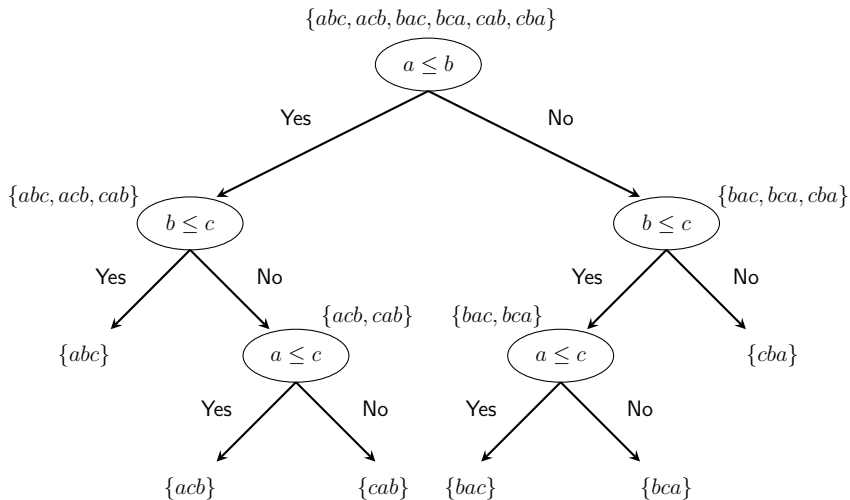 {abc, acb, bac, bca, cab, cba}
a ≤ b
Yes
No
{abc, acb, cab}
{bac, bca, cba}
b ≤ c
b ≤ c
Yes
No
Yes
No
{acb, cab}
{bac, bca}
{abc}
a ≤ c
a ≤ c
{cba}
Yes
No
Yes
No
{acb}
{cab}
{bac}
{bca}